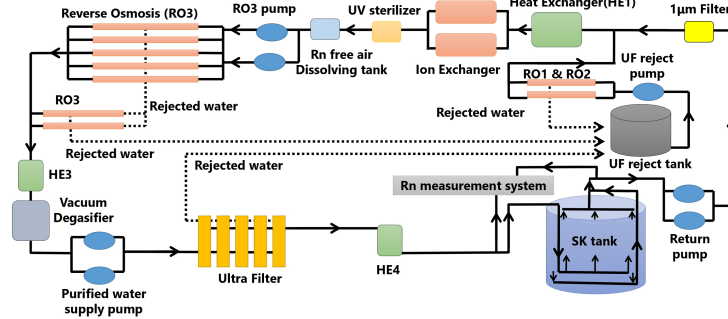 Reverse Osmosis (RO3)
RO3 pump
UV sterilizer
Heat Exchanger(HE1)
1μm Filter
Rn free air
Dissolving tank
Ion Exchanger
RO1 & RO2
UF reject
pump
RO3
Rejected water
Rejected water
Rejected water
UF reject tank
Rejected water
HE3
Rn measurement system
Vacuum
Degasifier
SK tank
Return
pump
Ultra Filter
HE4
Purified water
supply pump